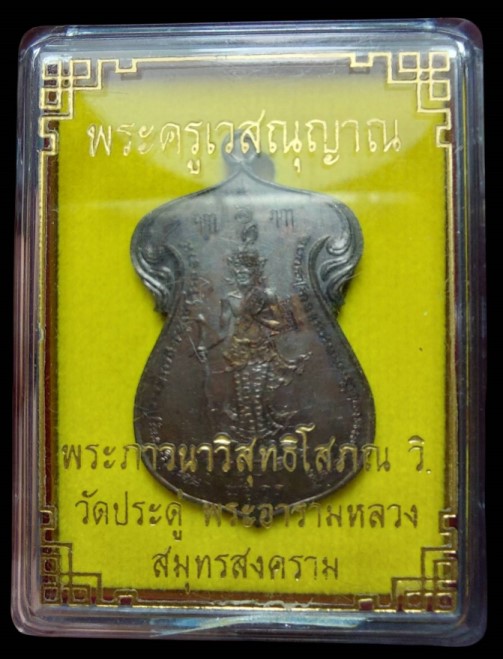 พระครูเวสณุญาณ
พระภาวนาวิสุทธิโสภณ วิ.
วัดประดู่ พระอารามหลวง
สมุทรสงคราม